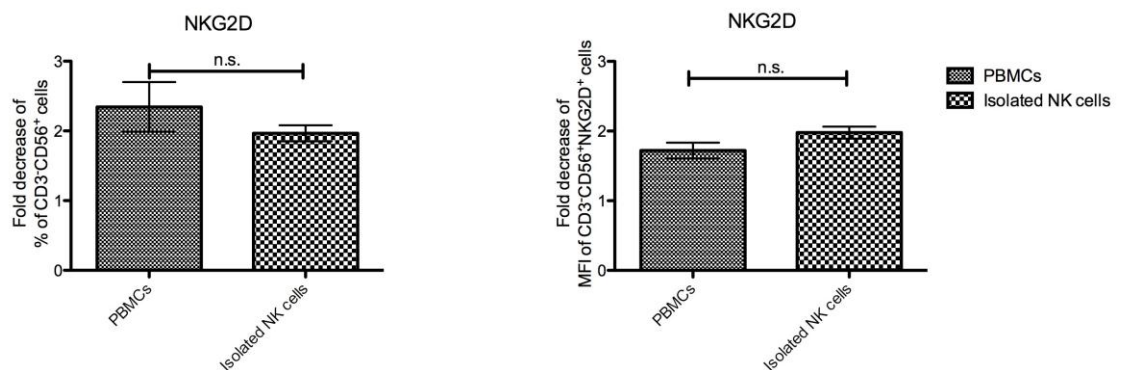 NKG2D
n.s.
3
2
1
0
Fold decrease of
% of CD3⁻CD56⁺ cells
PBMCs
Isolated NK cells
NKG2D
n.s.
3
2
1
0
Fold decrease of
MFI of CD3⁻CD56⁺NKG2D⁺ cells
PBMCs
Isolated NK cells
PBMCs
Isolated NK cells